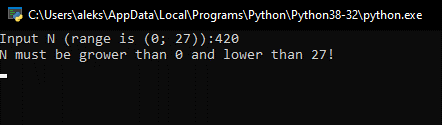 C:\Users\aleks\AppData\Local\Programs\Python\Python38-32\python.exe
Input N (range is (0; 27)):420
N must be grower than 0 and lower than 27!